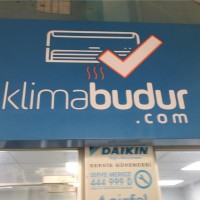 klimabudur
.com
DAIKIN
SERVİS MERKEZİ